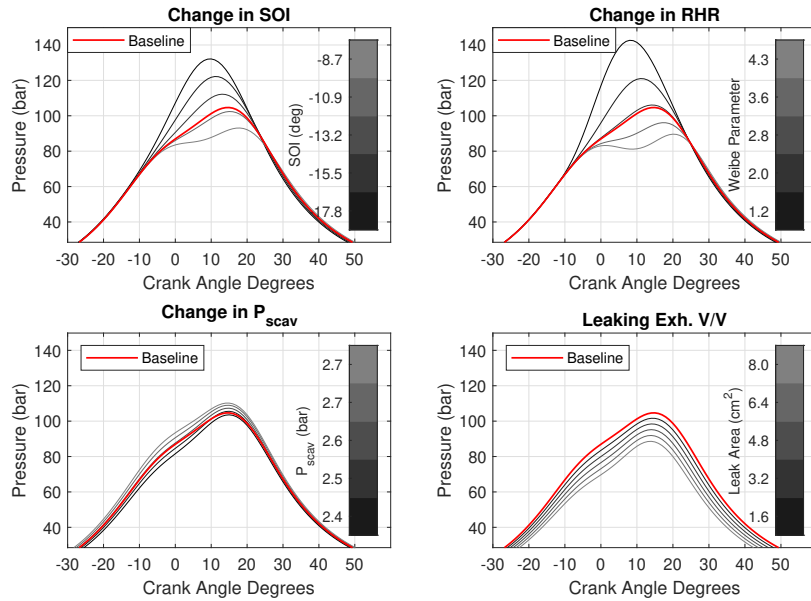 Change in SOI
Baseline
Pressure (bar)
140
120
100
80
60
40
-30 -20 -10 0 10 20 30 40 50
Crank Angle Degrees
SOI (deg)
-8.7
-10.9
-13.2
-15.5
-17.8
Change in RHR
Baseline
Pressure (bar)
140
120
100
80
60
40
-30 -20 -10 0 10 20 30 40 50
Crank Angle Degrees
Weibe Parameter
4.3
3.6
2.8
2.0
1.2
Change in P_scav
Baseline
Pressure (bar)
140
120
100
80
60
40
-30 -20 -10 0 10 20 30 40 50
Crank Angle Degrees
P_scav (bar)
2.7
2.7
2.6
2.5
2.4
Leaking Exh. V/V
Baseline
Pressure (bar)
140
120
100
80
60
40
-30 -20 -10 0 10 20 30 40 50
Crank Angle Degrees
Leak Area (cm²)
8.0
6.4
4.8
3.2
1.6